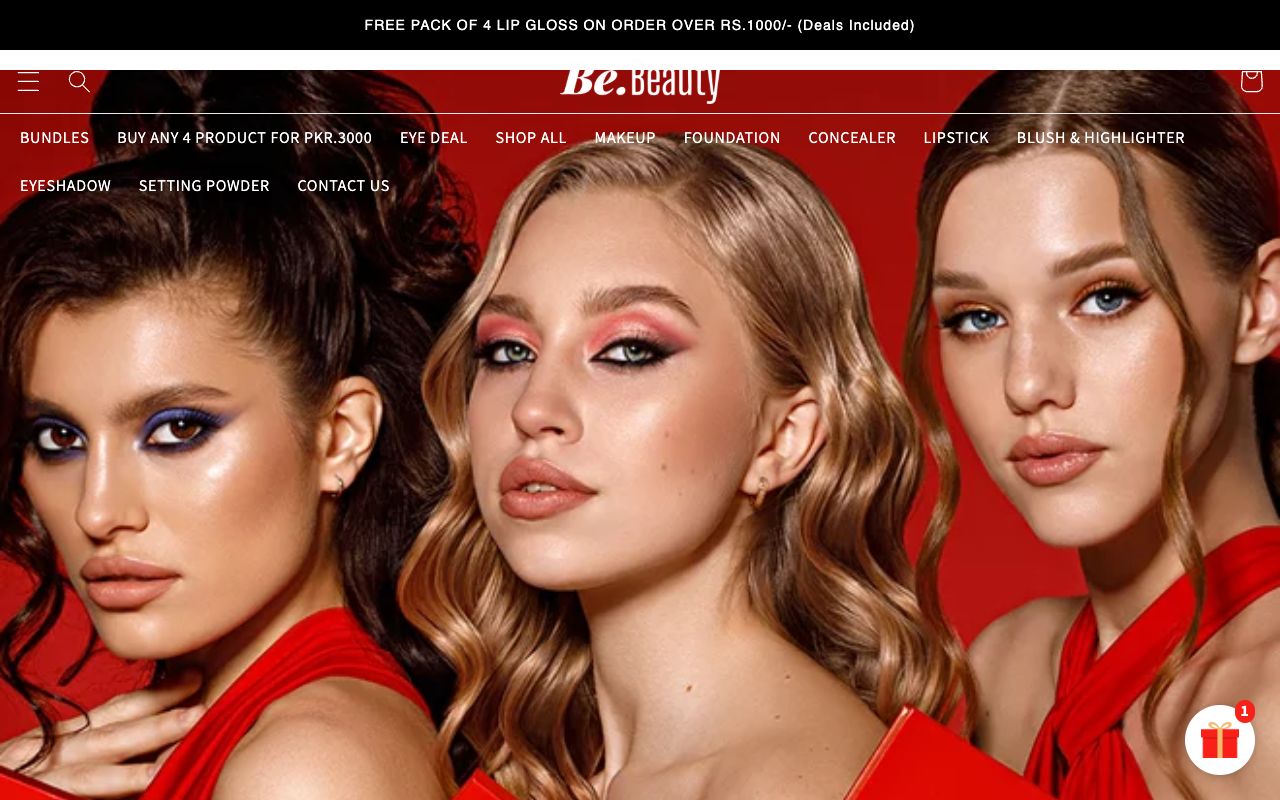 FREE PACK OF 4 LIP GLOSS ON ORDER OVER RS.1000/- (Deals Included)
Be. Beauty
BUNDLES BUY ANY 4 PRODUCT FOR PKR.3000 EYE DEAL SHOP ALL MAKEUP FOUNDATION CONCEALER LIPSTICK BLUSH & HIGHLIGHTER
EYESHADOW SETTING POWDER CONTACT US
1